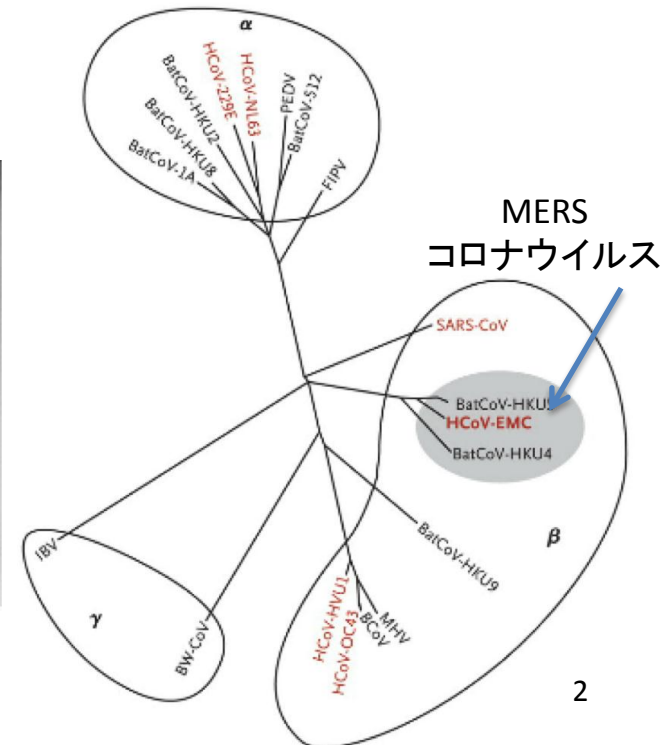 α
BatCoV-1A
BatCoV-HKU8
BatCoV-HKU2
HCoV-229E
HCoV-NL63
PEDV
BatCoV-512
FIPV
MERS
コロナウイルス
SARS-CoV
HCoV-EMC
BatCoV-HKU4
β
BatCoV-HKU9
MHV
BCoV
HCoV-OC43
HCoV-HVU1
IBV
γ
BW-CoV
2